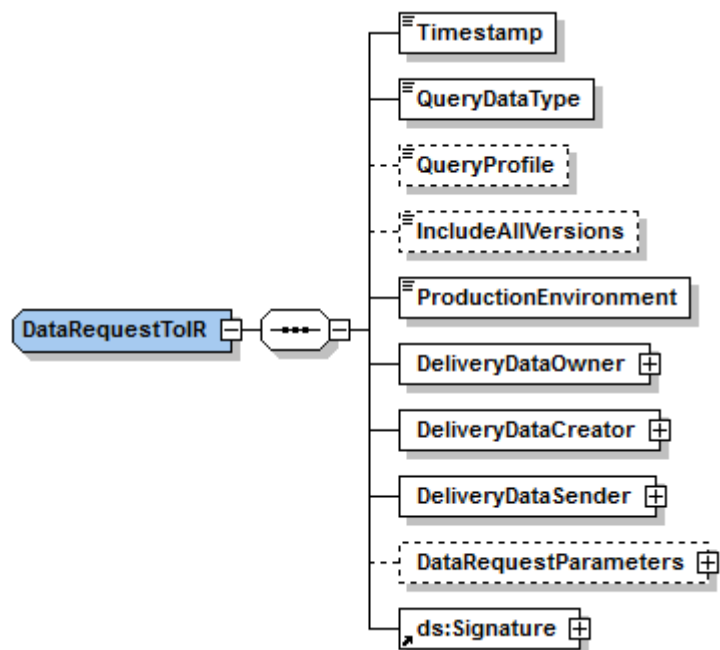 Timestamp
QueryDataType
QueryProfile
IncludeAllVersions
ProductionEnvironment
DataRequestToIR
DeliveryDataOwner
DeliveryDataCreator
DeliveryDataSender
DataRequestParameters
ds:Signature